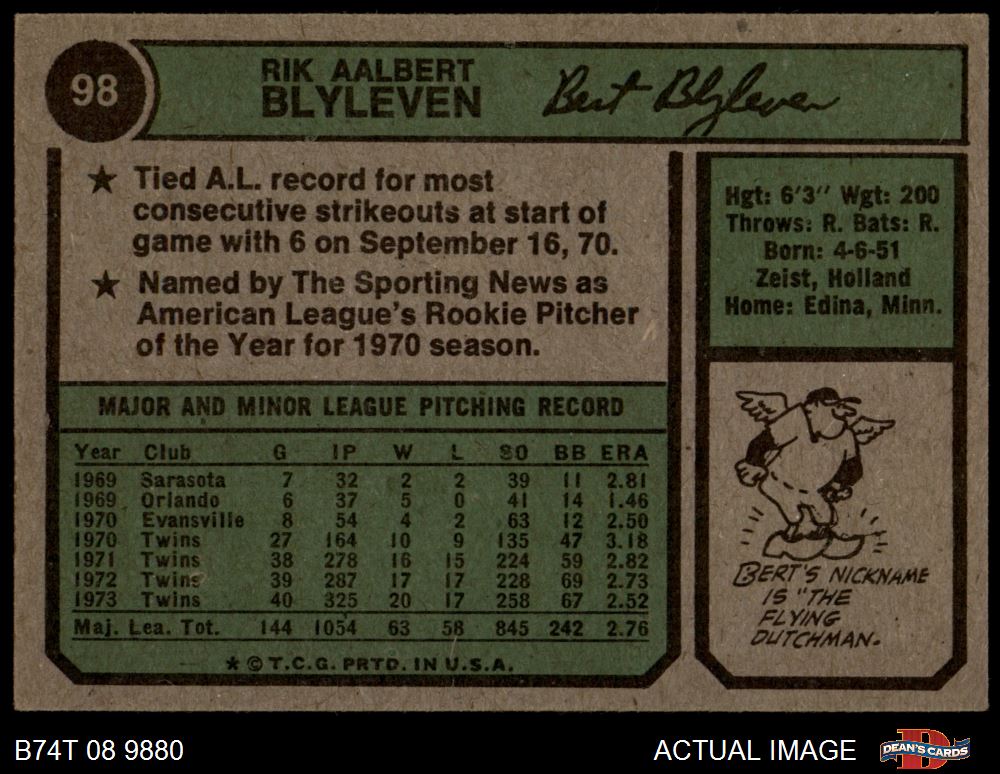 98
RIK AALBERT
BLYLEVEN
Bert Blyleven
★ Tied A.L. record for most
consecutive strikeouts at start of
game with 6 on September 16, 70.
★ Named by The Sporting News as
American League's Rookie Pitcher
of the Year for 1970 season.
Hgt: 6'3" Wgt: 200
Throws: R. Bats: R.
Born: 4-6-51
Zeist, Holland
Home: Edina, Minn.
MAJOR AND MINOR LEAGUE PITCHING RECORD
Year Club G IP W L SO BB ERA
1969 Sarasota 7 32 2 2 39 11 2.81
1969 Orlando 6 37 5 0 41 14 1.46
1970 Evansville 8 54 4 2 63 12 2.50
1970 Twins 27 164 10 9 135 47 3.18
1971 Twins 38 278 16 15 224 59 2.82
1972 Twins 39 287 17 17 228 69 2.73
1973 Twins 40 325 20 17 258 67 2.52
Maj. Lea. Tot. 144 1054 63 58 845 242 2.76
★ © T.C.G. PRTD. IN U.S.A.
BERT'S NICKNAME
IS "THE
FLYING
DUTCHMAN.
B74T 08 9880
ACTUAL IMAGE
DEAN'S CARDS